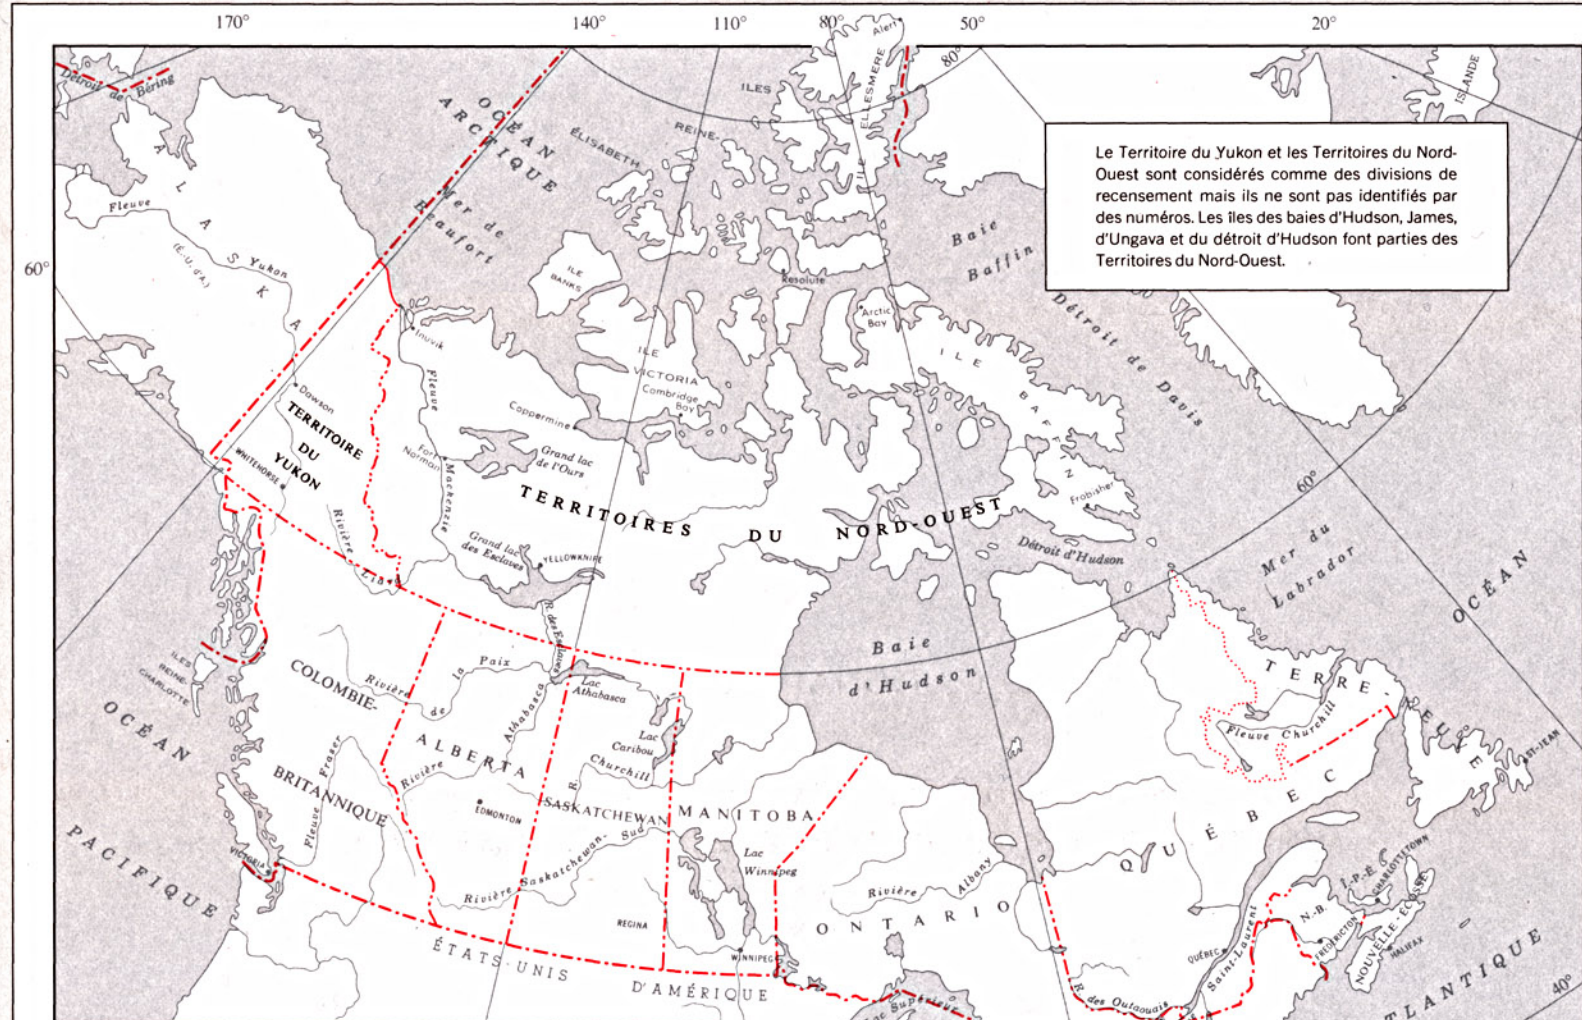 170°
140°
110°
80°
50°
20°
Alert
80°
Détroit de Béring
OCÉAN
ARCTIQUE
ILES
REINE-
ÉLISABETH
ILE ELLESMERE
ISLANDE
Le Territoire du Yukon et les Territoires du Nord-
Ouest sont considérés comme des divisions de
recensement mais ils ne sont pas identifiés par
des numéros. Les îles des baies d'Hudson, James,
d'Ungava et du détroit d'Hudson font parties des
Territoires du Nord-Ouest.
ALASKA
(É.-U. d'A.)
Fleuve
Yukon
Mer de
Beaufort
60°
ILE
BANKS
Resolute
Baie
Baffin
Arctic
Bay
Détroit de Davis
Inuvik
ILE
VICTORIA
Cambridge
Bay
ILE
BAFFIN
Fleuve
Mackenzie
Coppermine
Dawson
TERRITOIRE
DU
YUKON
WHITEHORSE
Fort
Norman
Grand lac
de l'Ours
TERRITOIRES DU NORD-OUEST
Frobisher
60°
Rivière
Liard
Grand lac
des Esclaves
YELLOWKNIFE
Détroit d'Hudson
Mer du
Labrador
OCÉAN
R. des Esclaves
Baie
d'Hudson
ILES
REINE-
CHARLOTTE
COLOMBIE-
BRITANNIQUE
Rivière
de
la
Paix
Lac
Athabasca
TERRE-
NEUVE
Fleuve Churchill
ST-JEAN
OCÉAN
PACIFIQUE
Fleuve Fraser
ALBERTA
Rivière
Athabasca
Lac
Caribou
R.
Churchill
EDMONTON
SASKATCHEWAN
MANITOBA
QUÉBEC
VICTORIA
Rivière Saskatchewan-
Sud
Lac
Winnipeg
Rivière
Albany
ONTARIO
REGINA
WINNIPEG
I.-P.-É.
CHARLOTTETOWN
N.-B.
FREDERICTON
NOUVELLE-ÉCOSSE
HALIFAX
QUÉBEC
Saint-Laurent
ÉTATS UNIS
D'AMÉRIQUE
R. des Outaouais
Lac Supérieur
ATLANTIQUE
40°